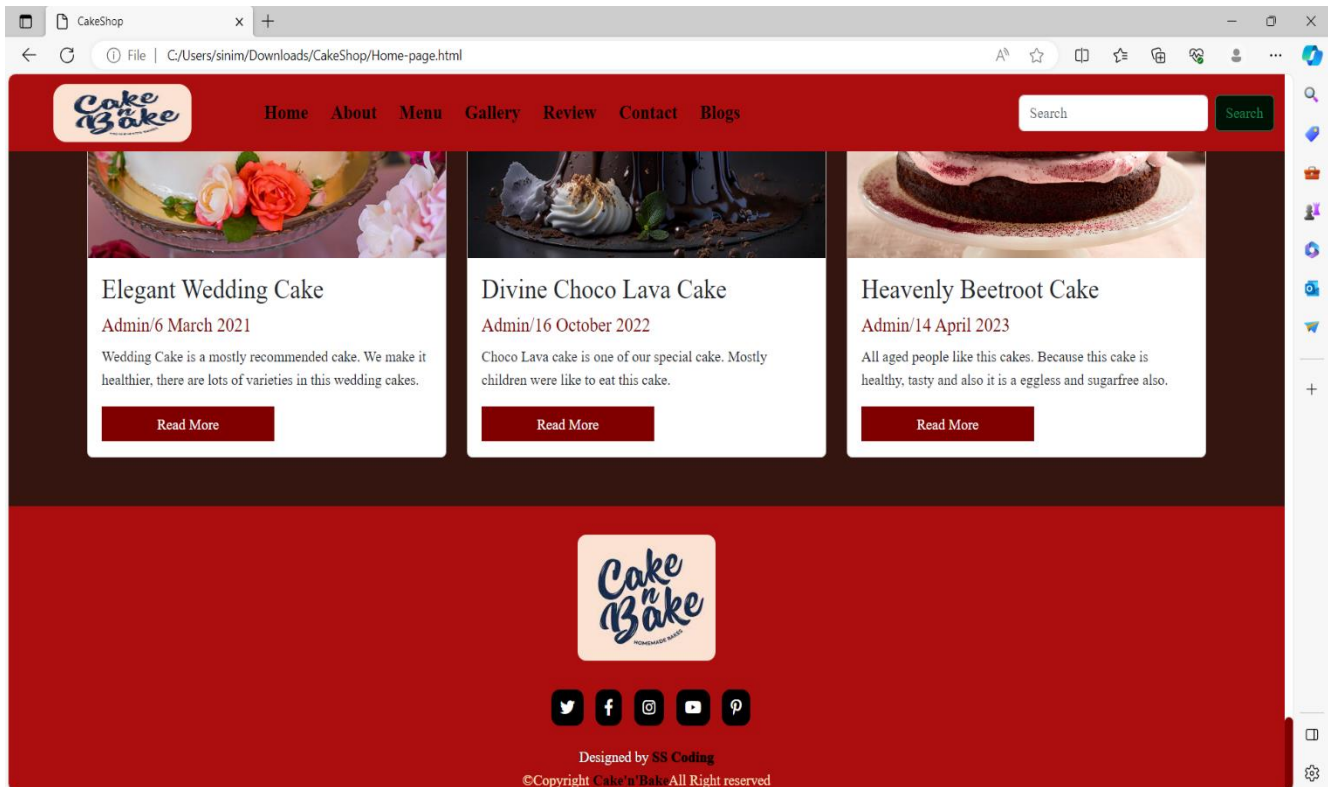 CakeShop
File | C:/Users/sinim/Downloads/CakeShop/Home-page.html
Cake
n
Bake
Home About Menu Gallery Review Contact Blogs
Search
Search
Elegant Wedding Cake
Admin/6 March 2021
Wedding Cake is a mostly recommended cake. We make it
healthier, there are lots of varieties in this wedding cakes.
Read More
Divine Choco Lava Cake
Admin/16 October 2022
Choco Lava cake is one of our special cake. Mostly
children were like to eat this cake.
Read More
Heavenly Beetroot Cake
Admin/14 April 2023
All aged people like this cakes. Because this cake is
healthy, tasty and also it is a eggless and sugarfree also.
Read More
Cake
n
Bake
HOMEMADE BAKES
Designed by SS Coding
©Copyright Cake'n'BakeAll Right reserved